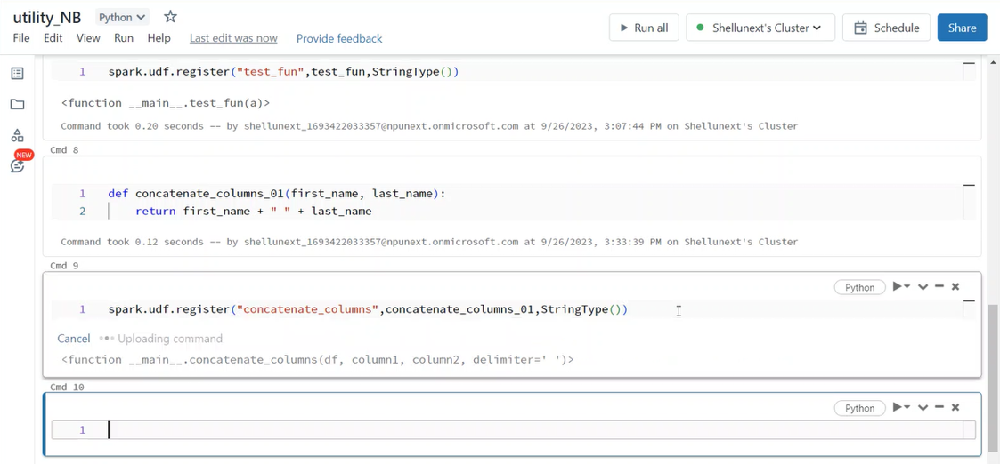 utility_NB Python
File Edit View Run Help Last edit was now Provide feedback
Run all Shellunext's Cluster Schedule Share
1 spark.udf.register("test_fun",test_fun,StringType())
<function __main__.test_fun(a)>
Command took 0.20 seconds -- by shellunext_1693422033357@npunext.onmicrosoft.com at 9/26/2023, 3:07:44 PM on Shellunext's Cluster
NEW
Cmd 8
1 def concatenate_columns_01(first_name, last_name):
2 return first_name + " " + last_name
Command took 0.12 seconds -- by shellunext_1693422033357@npunext.onmicrosoft.com at 9/26/2023, 3:33:39 PM on Shellunext's Cluster
Cmd 9
Python
1 spark.udf.register("concatenate_columns",concatenate_columns_01,StringType())
Cancel Uploading command
<function __main__.concatenate_columns(df, column1, column2, delimiter=' ')>
Cmd 10
Python
1